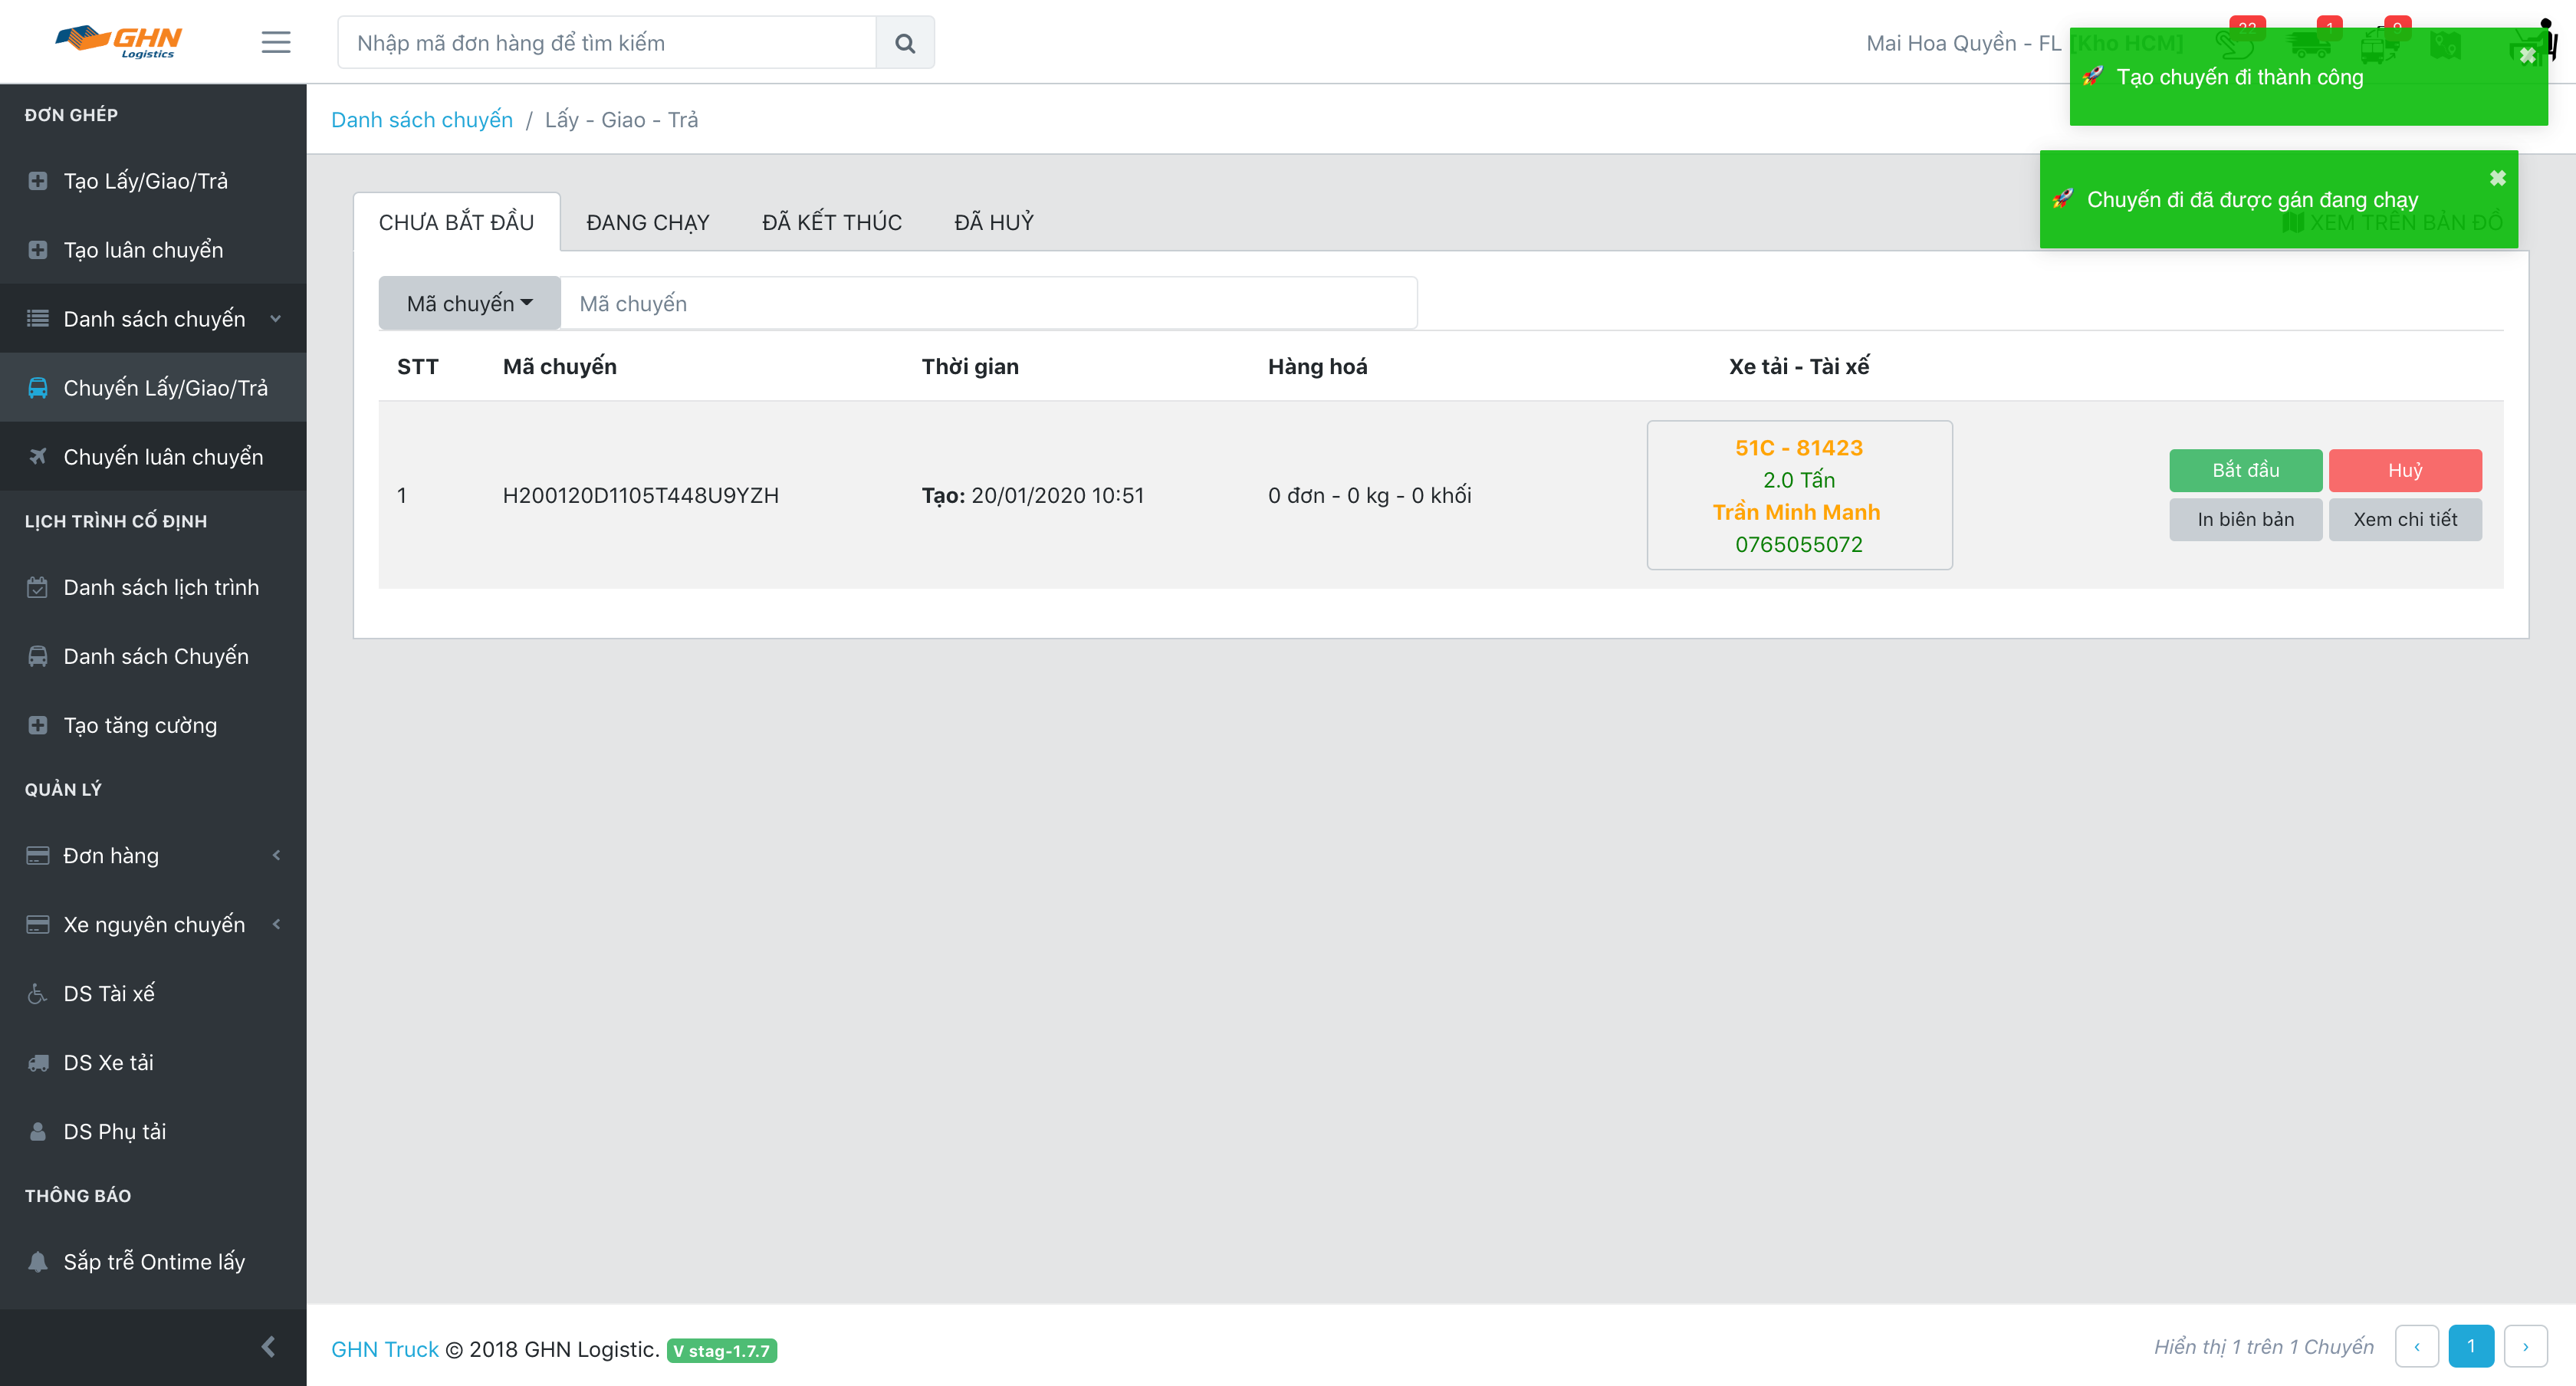 GHN
Logistics
Nhập mã đơn hàng để tìm kiếm
Mai Hoa Quyền - FL [Kho HCM]
22
1
9
🚀 Tạo chuyến đi thành công
✖
🚀 Chuyến đi đã được gán đang chạy
✖
XEM TRÊN BẢN ĐỒ
ĐƠN GHÉP
Tạo Lấy/Giao/Trả
Tạo luân chuyển
Danh sách chuyến
Chuyến Lấy/Giao/Trả
Chuyến luân chuyển
LỊCH TRÌNH CỐ ĐỊNH
Danh sách lịch trình
Danh sách Chuyến
Tạo tăng cường
QUẢN LÝ
Đơn hàng
Xe nguyên chuyến
DS Tài xế
DS Xe tải
DS Phụ tải
THÔNG BÁO
Sắp trễ Ontime lấy
Danh sách chuyến / Lấy - Giao - Trả
CHƯA BẮT ĐẦU ĐANG CHẠY ĐÃ KẾT THÚC ĐÃ HUỶ
Mã chuyến Mã chuyến
STT Mã chuyến Thời gian Hàng hoá Xe tải - Tài xế
1 H200120D1105T448U9YZH Tạo: 20/01/2020 10:51 0 đơn - 0 kg - 0 khối
51C - 81423
2.0 Tấn
Trần Minh Manh
0765055072
Bắt đầu Huỷ
In biên bản Xem chi tiết
GHN Truck © 2018 GHN Logistic. V stag-1.7.7
Hiển thị 1 trên 1 Chuyến ‹ 1 ›